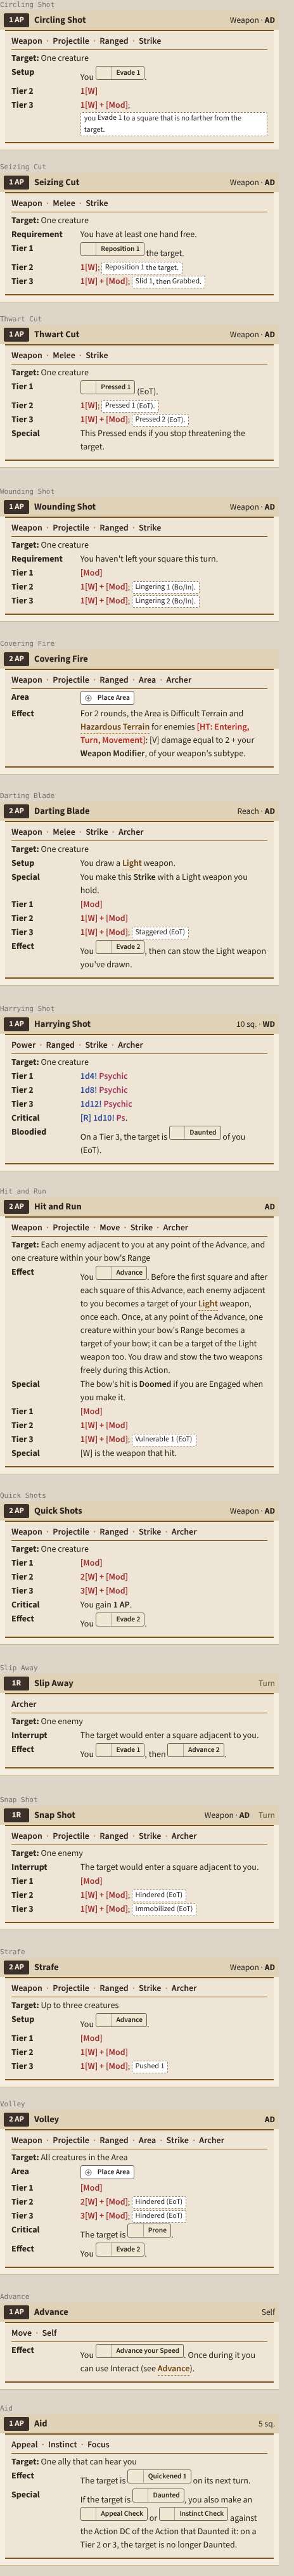 Circling Shot
1 AP Circling Shot Weapon · AD
Weapon · Projectile · Ranged · Strike
Target: One creature
Setup You Evade 1.
Tier 2 1[W]
Tier 3 1[W] + [Mod];
you Evade 1 to a square that is no farther from the
target.
Seizing Cut
1 AP Seizing Cut Weapon · AD
Weapon · Melee · Strike
Target: One creature
Requirement You have at least one hand free.
Tier 1 Reposition 1 the target.
Tier 2 1[W]; Reposition 1 the target.
Tier 3 1[W] + [Mod]; Slid 1, then Grabbed.
Thwart Cut
1 AP Thwart Cut Weapon · AD
Weapon · Melee · Strike
Target: One creature
Tier 1 Pressed 1 (EoT).
Tier 2 1[W]; Pressed 1 (EoT).
Tier 3 1[W] + [Mod]; Pressed 2 (EoT).
Special This Pressed ends if you stop threatening the
target.
Wounding Shot
1 AP Wounding Shot Weapon · AD
Weapon · Projectile · Ranged · Strike
Target: One creature
Requirement You haven't left your square this turn.
Tier 1 [Mod]
Tier 2 1[W] + [Mod]; Lingering 1 (Bo/In).
Tier 3 1[W] + [Mod]; Lingering 2 (Bo/In).
Covering Fire
2 AP Covering Fire
Weapon · Projectile · Ranged · Area · Archer
Area Place Area
Effect For 2 rounds, the Area is Difficult Terrain and
Hazardous Terrain for enemies [HT: Entering,
Turn, Movement]: [V] damage equal to 2 + your
Weapon Modifier, of your weapon's subtype.
Darting Blade
2 AP Darting Blade Reach · AD
Weapon · Melee · Strike · Archer
Target: One creature
Setup You draw a Light weapon.
Special You make this Strike with a Light weapon you
hold.
Tier 1 [Mod]
Tier 2 1[W] + [Mod]
Tier 3 1[W] + [Mod]; Staggered (EoT)
Effect You Evade 2, then can stow the Light weapon
you've drawn.
Harrying Shot
1 AP Harrying Shot 10 sq. · WD
Power · Ranged · Strike · Archer
Target: One creature
Tier 1 1d4! Psychic
Tier 2 1d8! Psychic
Tier 3 1d12! Psychic
Critical [R] 1d10! Ps.
Bloodied On a Tier 3, the target is Daunted of you
(EoT).
Hit and Run
2 AP Hit and Run AD
Weapon · Projectile · Move · Strike · Archer
Target: Each enemy adjacent to you at any point of the Advance, and
one creature within your bow's Range
Effect You Advance. Before the first square and after
each square of this Advance, each enemy adjacent
to you becomes a target of your Light weapon,
once each. Once, at any point of the Advance, one
creature within your bow's Range becomes a
target of your bow; it can be a target of the Light
weapon too. You draw and stow the two weapons
freely during this Action.
Special The bow's hit is Doomed if you are Engaged when
you make it.
Tier 1 [Mod]
Tier 2 1[W] + [Mod]
Tier 3 1[W] + [Mod]; Vulnerable 1 (EoT)
Special [W] is the weapon that hit.
Quick Shots
2 AP Quick Shots Weapon · AD
Weapon · Projectile · Ranged · Strike · Archer
Target: One creature
Tier 1 [Mod]
Tier 2 2[W] + [Mod]
Tier 3 3[W] + [Mod]
Critical You gain 1 AP.
Effect You Evade 2.
Slip Away
1R Slip Away Turn
Archer
Target: One enemy
Interrupt The target would enter a square adjacent to you.
Effect You Evade 1, then Advance 2.
Snap Shot
1R Snap Shot Weapon · AD Turn
Weapon · Projectile · Ranged · Strike · Archer
Target: One enemy
Interrupt The target would enter a square adjacent to you.
Tier 1 [Mod]
Tier 2 1[W] + [Mod]; Hindered (EoT)
Tier 3 1[W] + [Mod]; Immobilized (EoT)
Strafe
2 AP Strafe Weapon · AD
Weapon · Projectile · Ranged · Strike · Archer
Target: Up to three creatures
Setup You Advance.
Tier 1 [Mod]
Tier 2 1[W] + [Mod]
Tier 3 1[W] + [Mod]; Pushed 1
Volley
2 AP Volley AD
Weapon · Projectile · Ranged · Area · Strike · Archer
Target: All creatures in the Area
Area Place Area
Tier 1 [Mod]
Tier 2 2[W] + [Mod]; Hindered (EoT)
Tier 3 3[W] + [Mod]; Hindered (EoT)
Critical The target is Prone.
Effect You Evade 2.
Advance
1 AP Advance Self
Move · Self
Effect You Advance your Speed. Once during it you
can use Interact (see Advance).
Aid
1 AP Aid 5 sq.
Appeal · Instinct · Focus
Target: One ally that can hear you
Effect The target is Quickened 1 on its next turn.
Special If the target is Daunted, you also make an
Appeal Check or Instinct Check against
the Action DC of the Action that Daunted it: on a
Tier 2 or 3, the target is no longer Daunted.